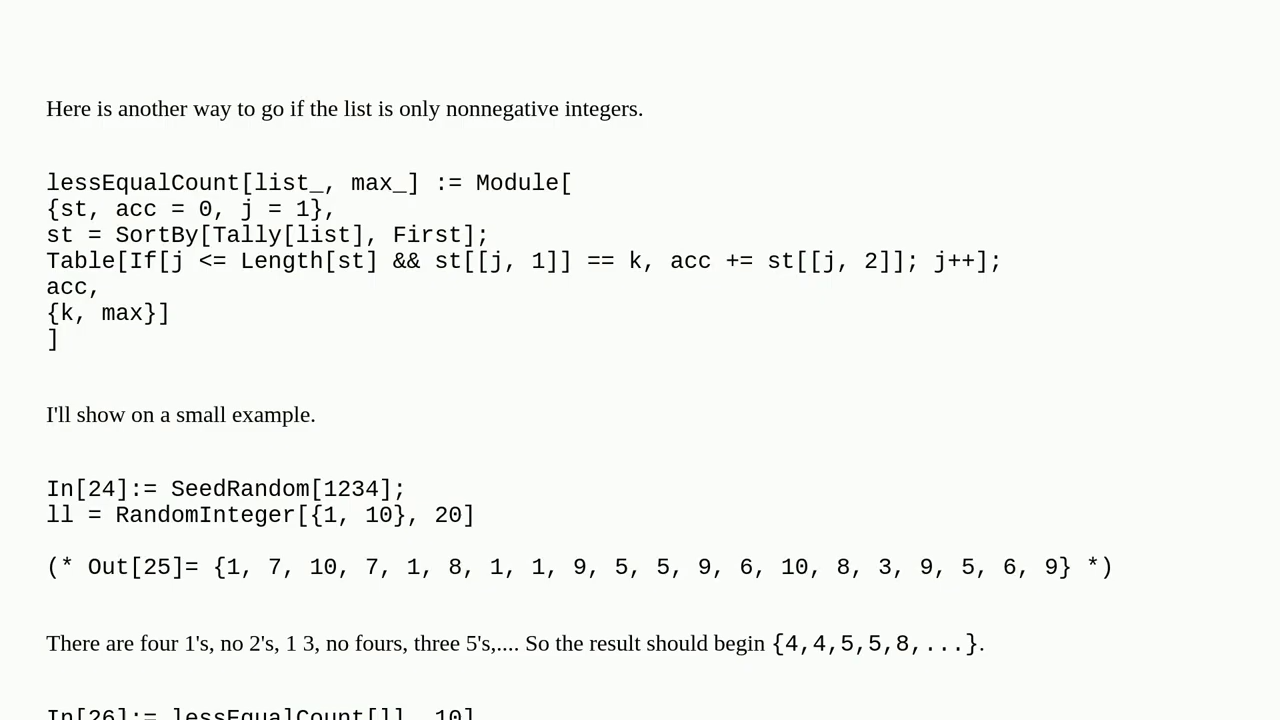 Here is another way to go if the list is only nonnegative integers.
lessEqualCount[list_, max_] := Module[
{st, acc = 0, j = 1},
st = SortBy[Tally[list], First];
Table[If[j <= Length[st] && st[[j, 1]] == k, acc += st[[j, 2]]; j++];
acc,
{k, max}]
]
I'll show on a small example.
In[24]:= SeedRandom[1234];
ll = RandomInteger[{1, 10}, 20]
(* Out[25]= {1, 7, 10, 7, 1, 8, 1, 1, 9, 5, 5, 9, 6, 10, 8, 3, 9, 5, 6, 9} *)
There are four 1's, no 2's, 1 3, no fours, three 5's,.... So the result should begin {4,4,5,5,8,...}.
In[26]:= lessEqualCount[ll, 10]